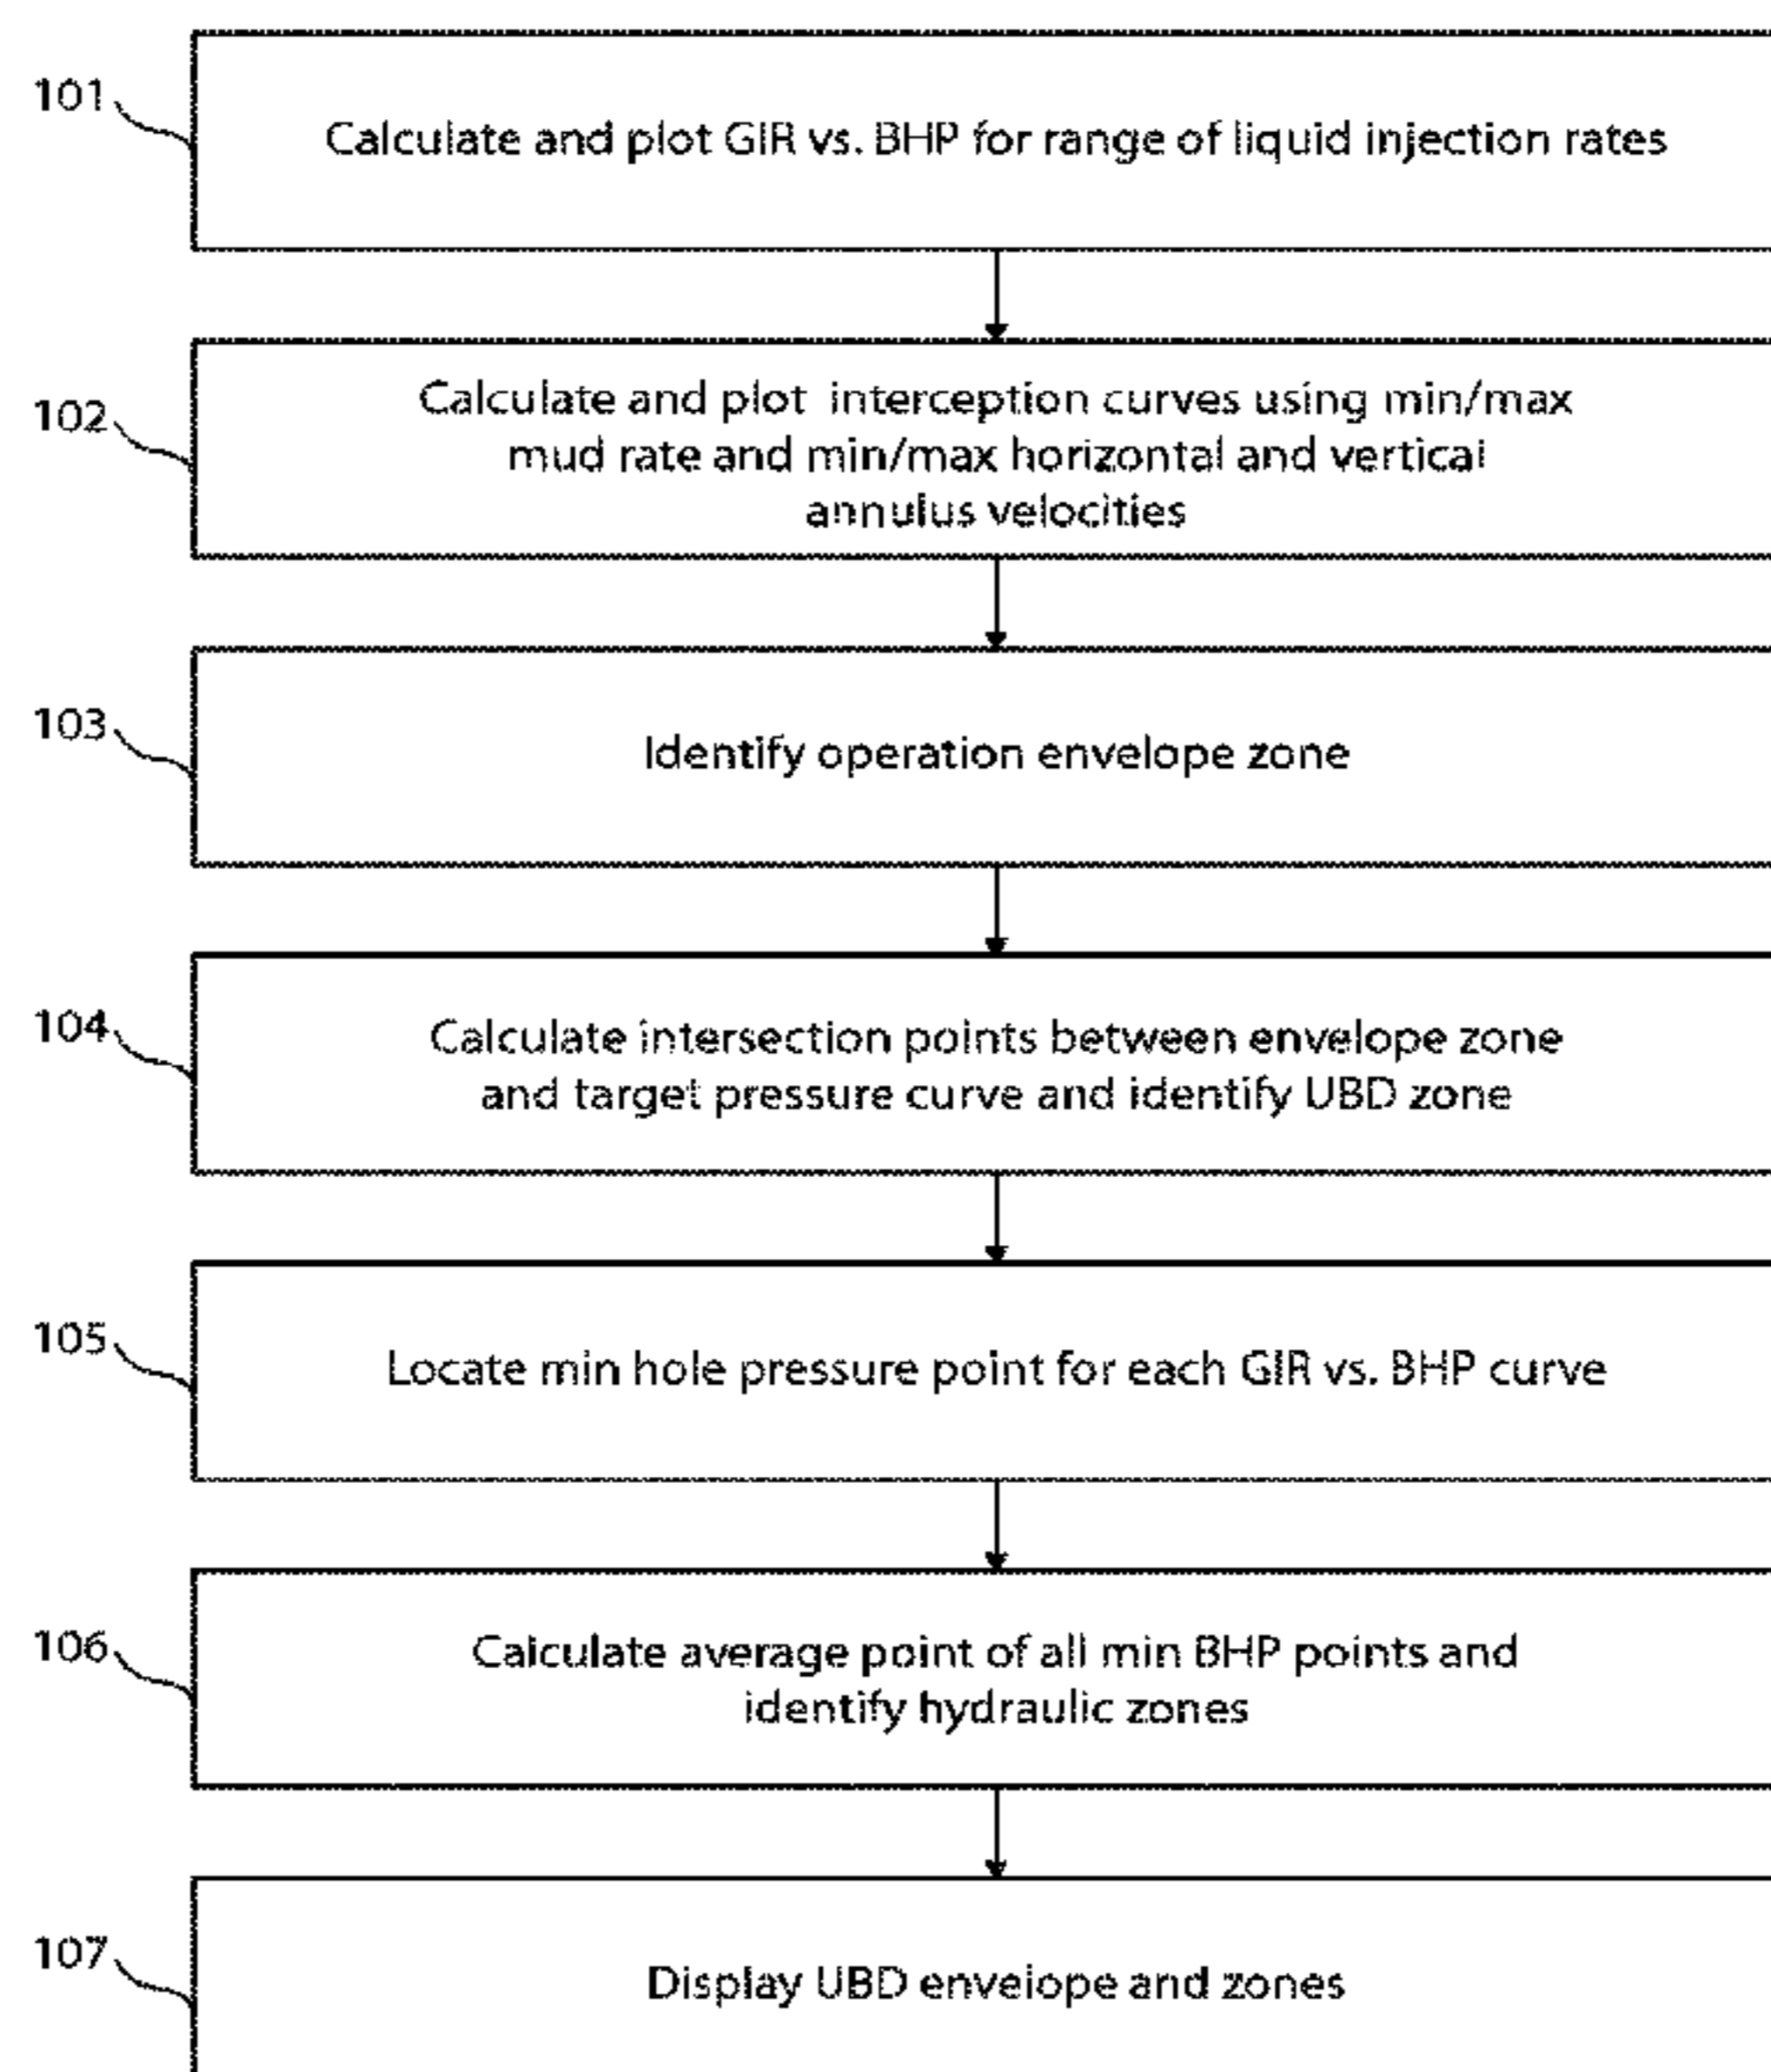 101
Calculate and plot GIR vs. BHP for range of liquid injection rates
102
Calculate and plot interception curves using min/max
mud rate and min/max horizontal and vertical
annulus velocities
103
Identify operation envelope zone
104
Calculate intersection points between envelope zone
and target pressure curve and identify UBD zone
105
Locate min hole pressure point for each GIR vs. BHP curve
106
Calculate average point of all min BHP points and
identify hydraulic zones
107
Display UBD envelope and zones